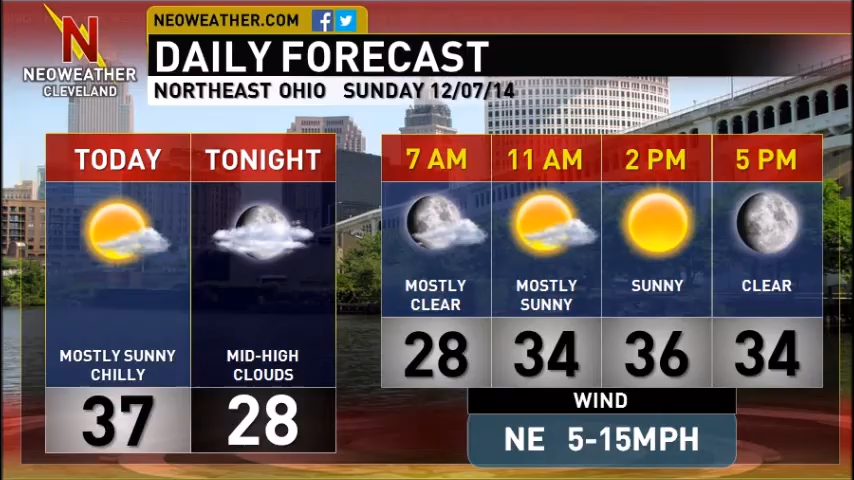 N
NEOWEATHER
CLEVELAND
NEOWEATHER.COM f
DAILY FORECAST
NORTHEAST OHIO SUNDAY 12/07/14
TODAY
MOSTLY SUNNY
CHILLY
37
TONIGHT
MID-HIGH
CLOUDS
28
7 AM
MOSTLY
CLEAR
28
11 AM
MOSTLY
SUNNY
34
2 PM
SUNNY
36
5 PM
CLEAR
34
WIND
NE 5-15MPH